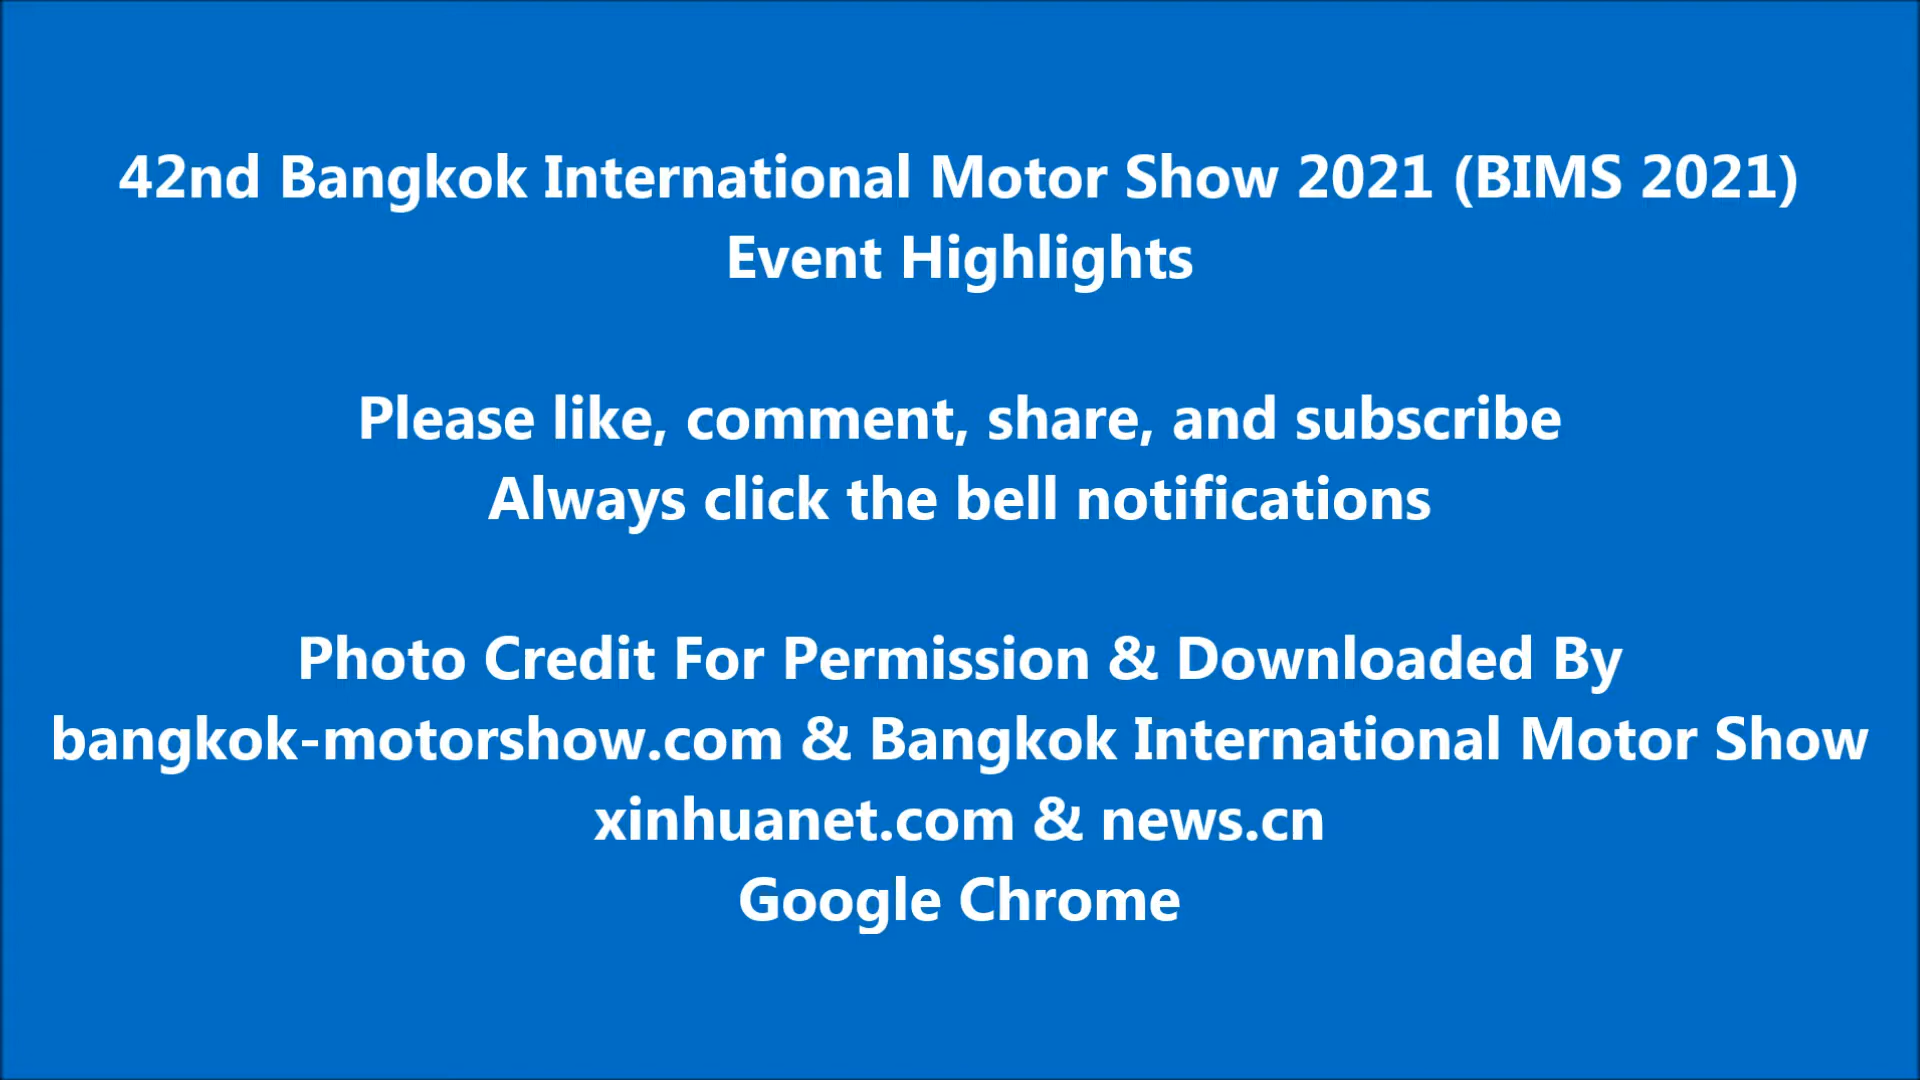 42nd Bangkok International Motor Show 2021 (BIMS 2021)
Event Highlights
Please like, comment, share, and subscribe
Always click the bell notifications
Photo Credit For Permission & Downloaded By
bangkok-motorshow.com & Bangkok International Motor Show
xinhuanet.com & news.cn
Google Chrome